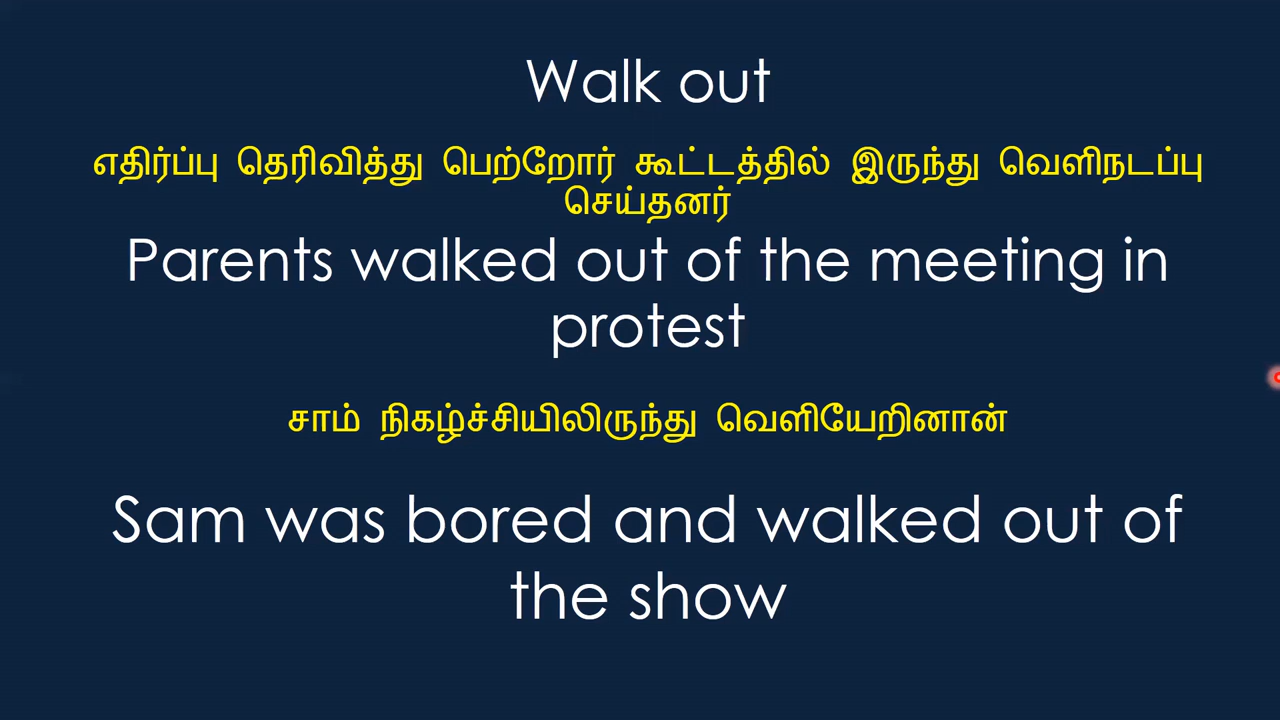 Walk out
எதிர்ப்பு தெரிவித்து பெற்றோர் கூட்டத்தில் இருந்து வெளிநடப்பு
செய்தனர்
Parents walked out of the meeting in
protest
சாம் நிகழ்ச்சியிலிருந்து வெளியேறினான்
Sam was bored and walked out of
the show